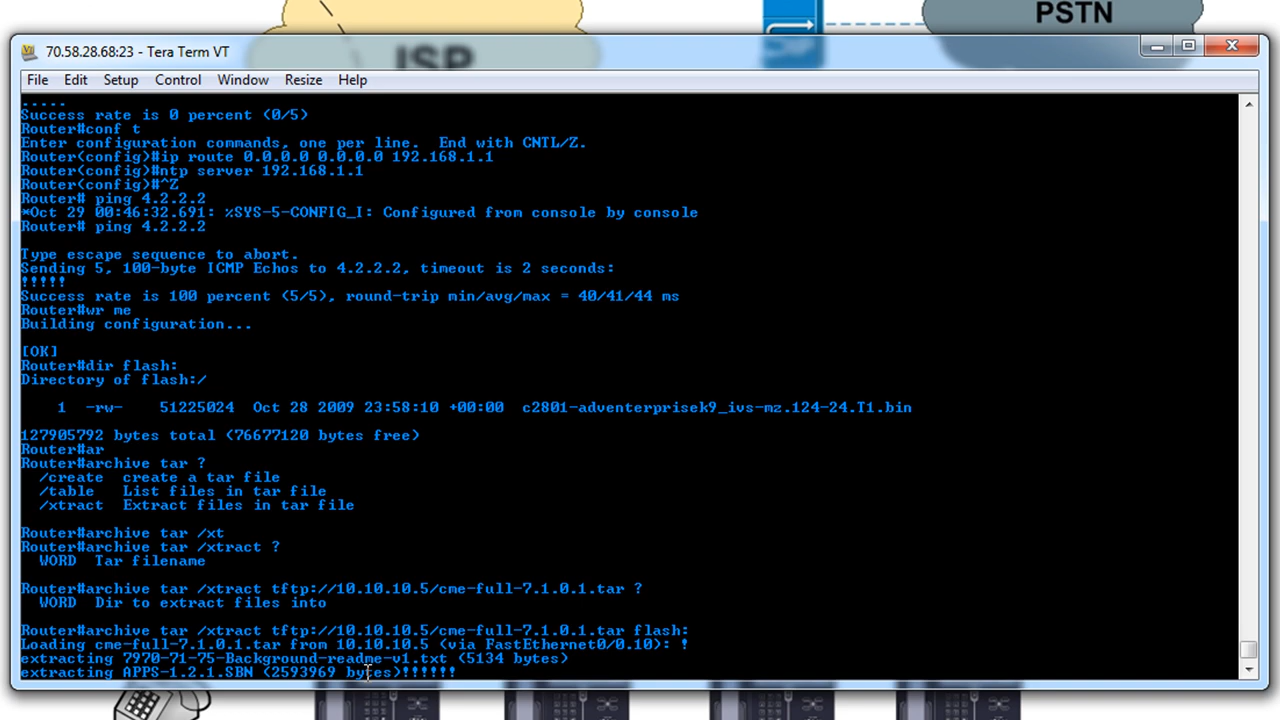 PSTN
ISP
70.58.28.68:23 - Tera Term VT
File Edit Setup Control Window Resize Help
.....
Success rate is 0 percent (0/5)
Router#conf t
Enter configuration commands, one per line.  End with CNTL/Z.
Router(config)#ip route 0.0.0.0 0.0.0.0 192.168.1.1
Router(config)#ntp server 192.168.1.1
Router(config)#^Z
Router# ping 4.2.2.2
*Oct 29 00:46:32.691: %SYS-5-CONFIG_I: Configured from console by console
Router# ping 4.2.2.2
Type escape sequence to abort.
Sending 5, 100-byte ICMP Echos to 4.2.2.2, timeout is 2 seconds:
!!!!!
Success rate is 100 percent (5/5), round-trip min/avg/max = 40/41/44 ms
Router#wr me
Building configuration...
[OK]
Router#dir flash:
Directory of flash:/
1  -rw-    51225024  Oct 28 2009 23:58:10 +00:00  c2801-adventerprisek9_ivs-mz.124-24.T1.bin
127905792 bytes total (76677120 bytes free)
Router#ar
Router#archive tar ?
/create  create a tar file
/table   List files in tar file
/xtract  Extract files in tar file
Router#archive tar /xt
Router#archive tar /xtract ?
WORD  Tar filename
Router#archive tar /xtract tftp://10.10.10.5/cme-full-7.1.0.1.tar ?
WORD  Dir to extract files into
Router#archive tar /xtract tftp://10.10.10.5/cme-full-7.1.0.1.tar flash:
Loading cme-full-7.1.0.1.tar from 10.10.10.5 (via FastEthernet0/0.10): !
extracting 7970-71-75-Background-readme-v1.txt (5134 bytes)
extracting APPS-1.2.1.SBN (2593969 bytes)!!!!!!